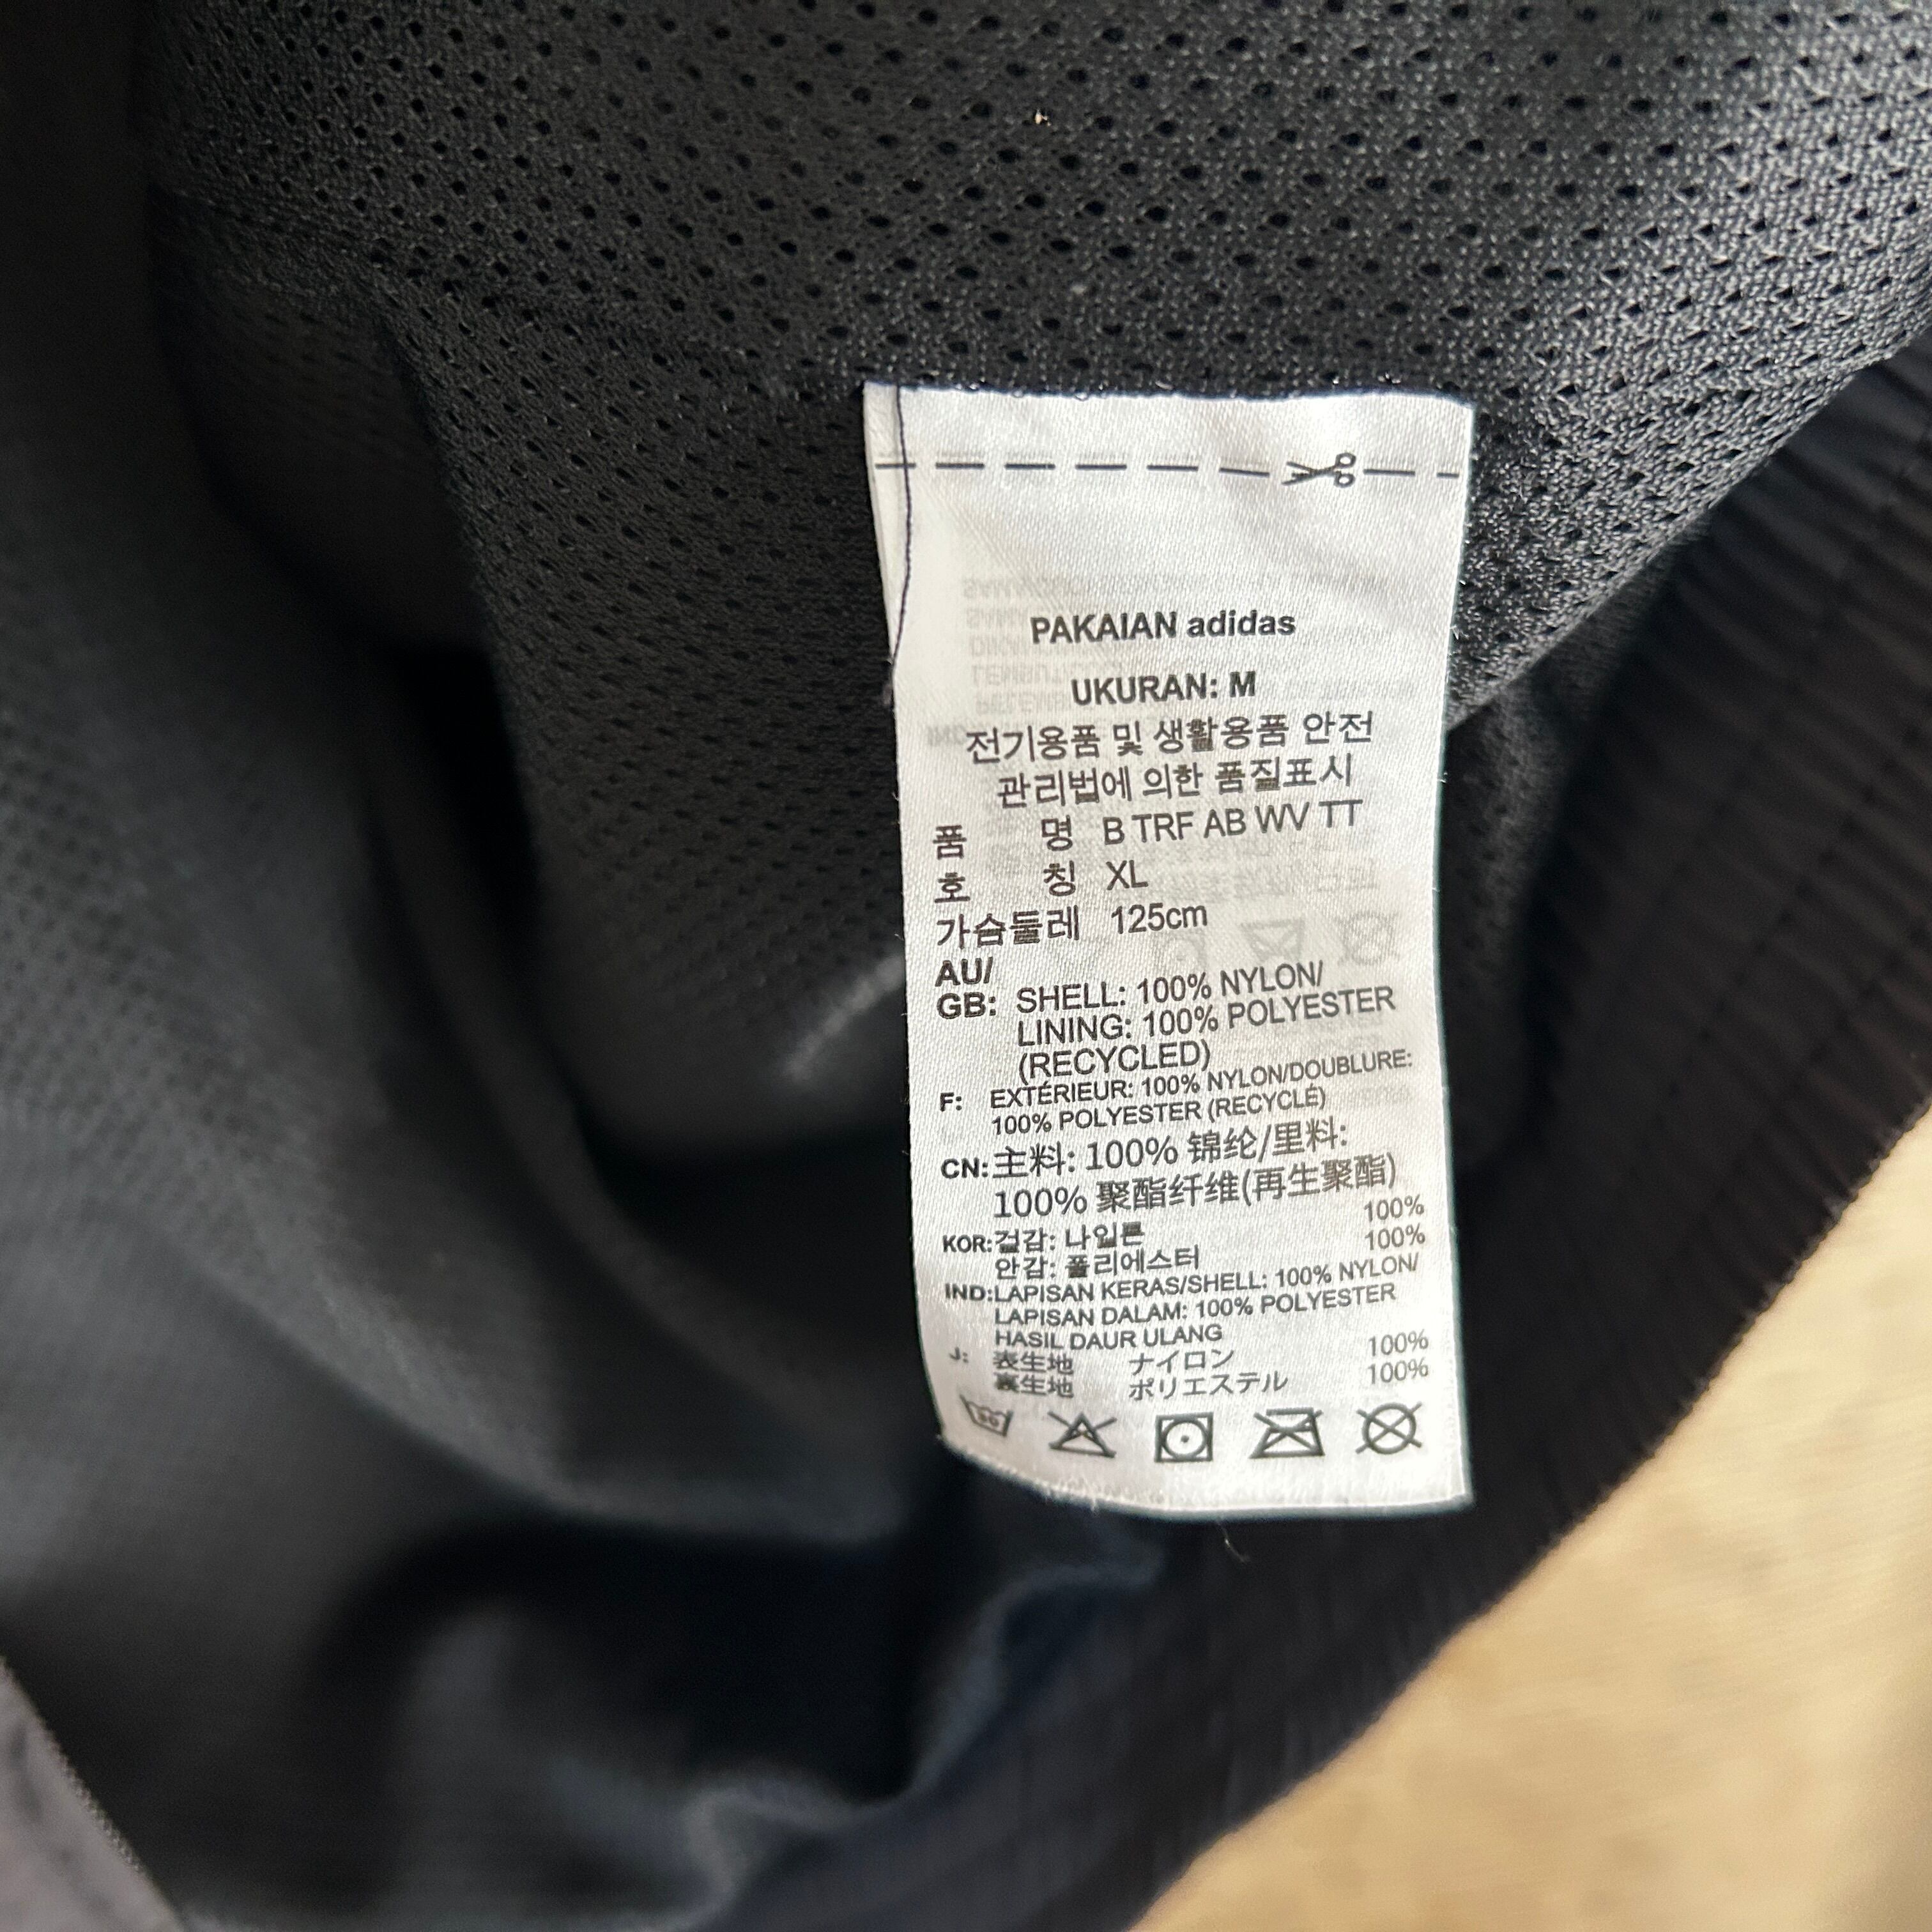 PAKAIAN adidas
UKURAN: M
전기용품 및 생활용품 안전
관리법에 의한 품질표시
품 명 B TRF AB WV TT
호 칭 XL
가슴둘레 125cm
AU/
GB: SHELL: 100% NYLON/
LINING: 100% POLYESTER
(RECYCLED)
F: EXTÉRIEUR: 100% NYLON/DOUBLURE:
100% POLYESTER (RECYCLÉ)
CN: 主料: 100% 锦纶/里料:
100% 聚酯纤维(再生聚酯)
KOR: 겉감: 나일론 100%
안감: 폴리에스터 100%
IND: LAPISAN KERAS/SHELL: 100% NYLON/
LAPISAN DALAM: 100% POLYESTER
HASIL DAUR ULANG
J: 表生地 ナイロン 100%
裏生地 ポリエステル 100%
30